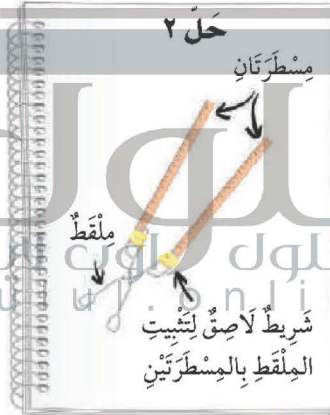 حَلّ ٢
مِسْطَرَتَانِ
مِلْقَطٌ
شَرِيطٌ لَاصِقٌ لِتَثْبِيتِ
المِلْقَطِ بِالمِسْطَرَتَيْنِ